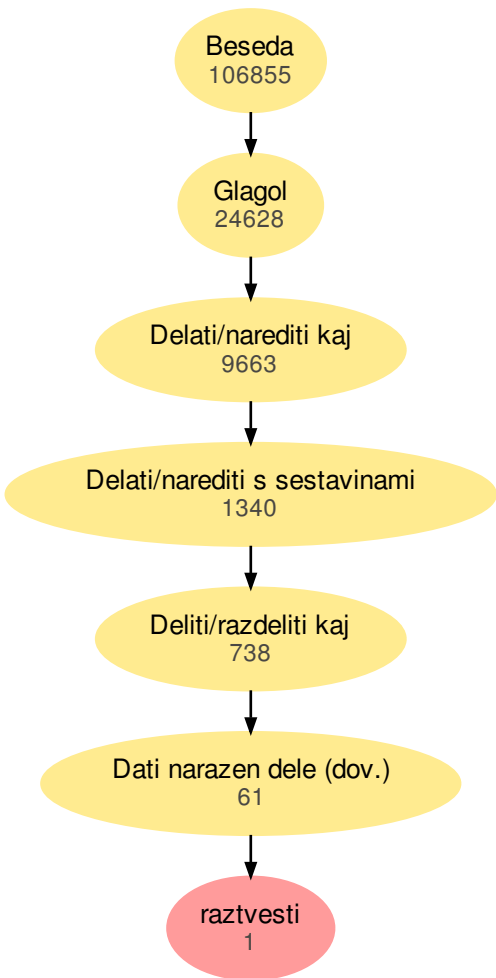 Beseda
106855
Glagol
24628
Delati/narediti kaj
9663
Delati/narediti s sestavinami
1340
Deliti/razdeliti kaj
738
Dati narazen dele (dov.)
61
raztvesti
1